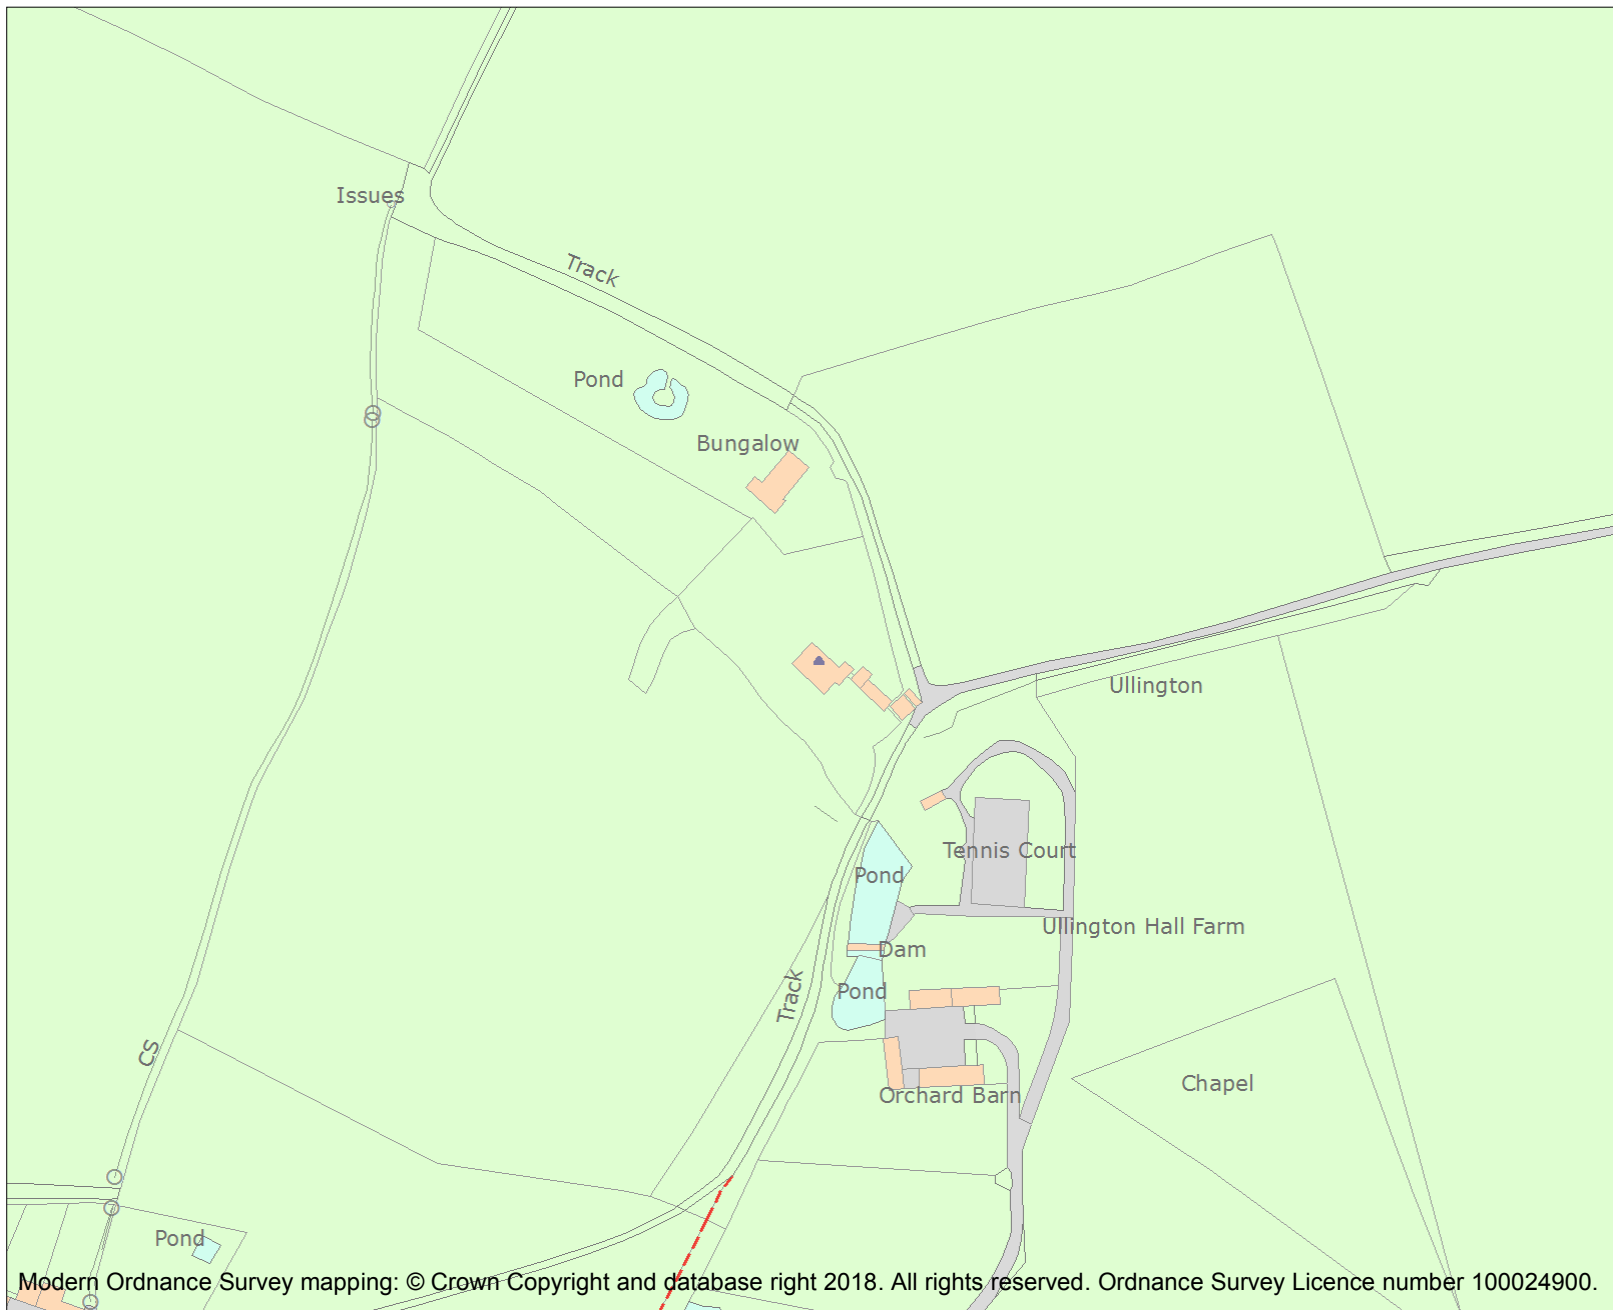 Issues
Track
Pond
Bungalow
Ullington
Tennis Court
Pond
Ullington Hall Farm
Dam
Pond
Track
CS
Chapel
Orchard Barn
Pond
Modern Ordnance Survey mapping: © Crown Copyright and database right 2018. All rights reserved. Ordnance Survey Licence number 100024900.